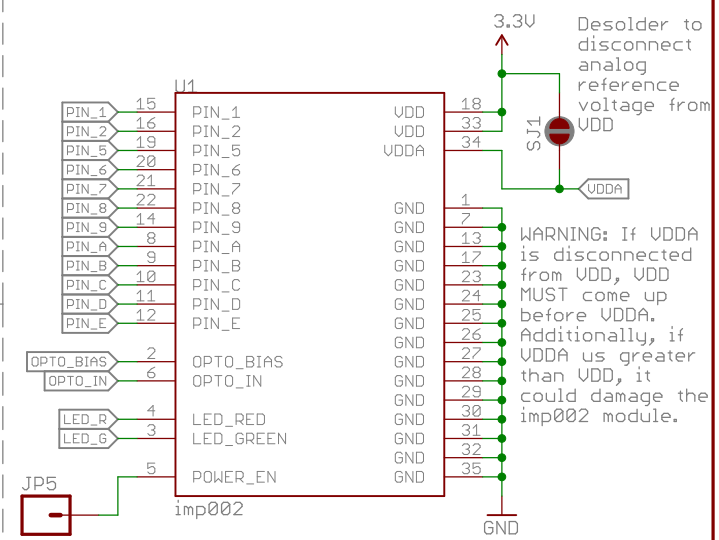 3.3V
Desolder to
disconnect
analog
reference
voltage from
VDD
SJ1
VDDA
U1
PIN_1 15 PIN_1 VDD 18
PIN_2 16 PIN_2 VDD 33
PIN_5 19 PIN_5 VDDA 34
PIN_6 20 PIN_6
PIN_7 21 PIN_7
PIN_8 22 PIN_8 GND 1
PIN_9 14 PIN_9 GND 7
PIN_A 8 PIN_A GND 13
PIN_B 9 PIN_B GND 17
PIN_C 10 PIN_C GND 23
PIN_D 11 PIN_D GND 24
PIN_E 12 PIN_E GND 25
GND 26
OPTO_BIAS 2 OPTO_BIAS GND 27
OPTO_IN 6 OPTO_IN GND 28
GND 29
LED_R 4 LED_RED GND 30
LED_G 3 LED_GREEN GND 31
GND 32
5 POWER_EN GND 35
JP5
imp002
GND
WARNING: If VDDA
is disconnected
from VDD, VDD
MUST come up
before VDDA.
Additionally, if
VDDA us greater
than VDD, it
could damage the
imp002 module.